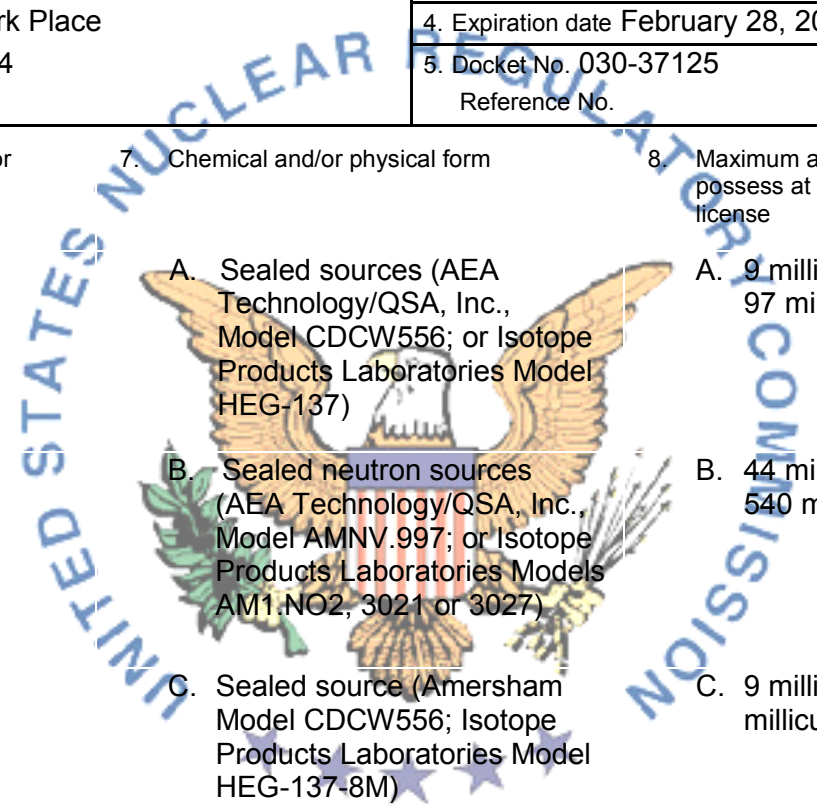 rk Place
4
4. Expiration date February 28, 20
5. Docket No. 030-37125
Reference No.
or
7. Chemical and/or physical form
8. Maximum a
possess at
license
A. Sealed sources (AEA
Technology/QSA, Inc.,
Model CDCW556; or Isotope
Products Laboratories Model
HEG-137)
A. 9 milli
97 mi
B. Sealed neutron sources
(AEA Technology/QSA, Inc.,
Model AMNV.997; or Isotope
Products Laboratories Models
AM1.NO2, 3021 or 3027)
B. 44 mi
540 m
C. Sealed source (Amersham
Model CDCW556; Isotope
Products Laboratories Model
HEG-137-8M)
C. 9 milli
millicu
UNITED STATES NUCLEAR REGULATORY COMMISSION